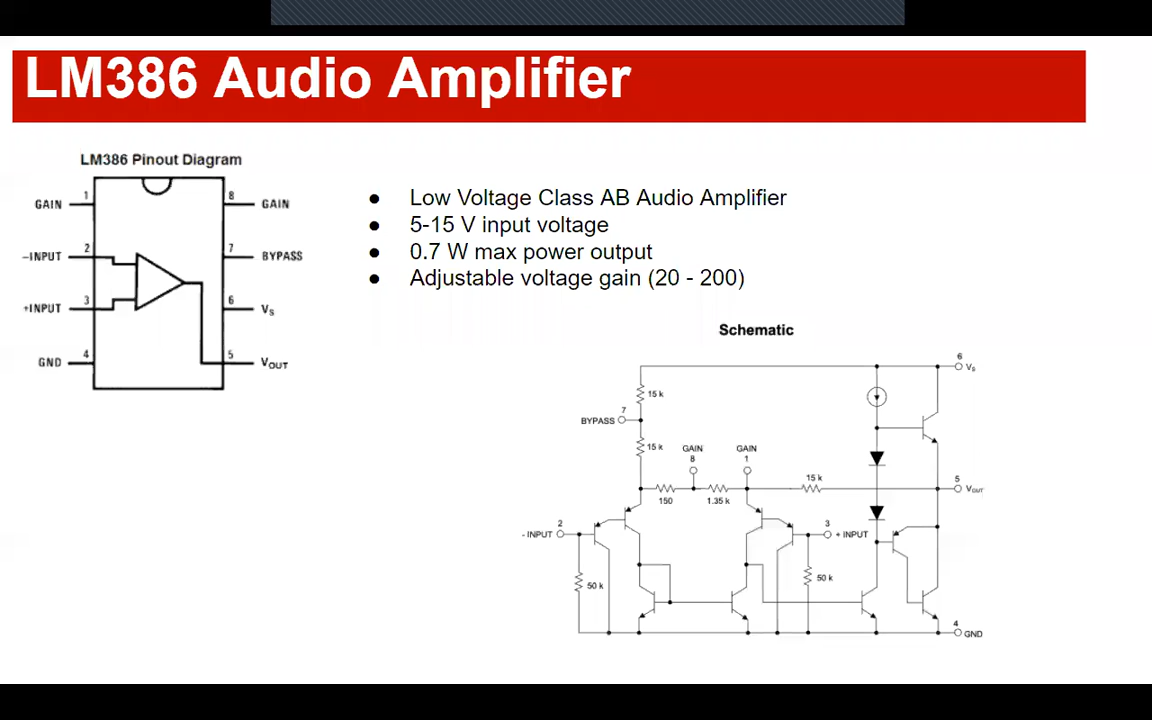 LM386 Audio Amplifier
LM386 Pinout Diagram
GAIN 1
8 GAIN
-INPUT 2
7 BYPASS
+INPUT 3
6 VS
GND 4
5 VOUT
● Low Voltage Class AB Audio Amplifier
● 5-15 V input voltage
● 0.7 W max power output
● Adjustable voltage gain (20 - 200)
Schematic
6
VS
15 k
7
BYPASS
15 k
GAIN
8
GAIN
1
150
1.35 k
15 k
5
VOUT
2
- INPUT
3
+ INPUT
50 k
50 k
4
GND